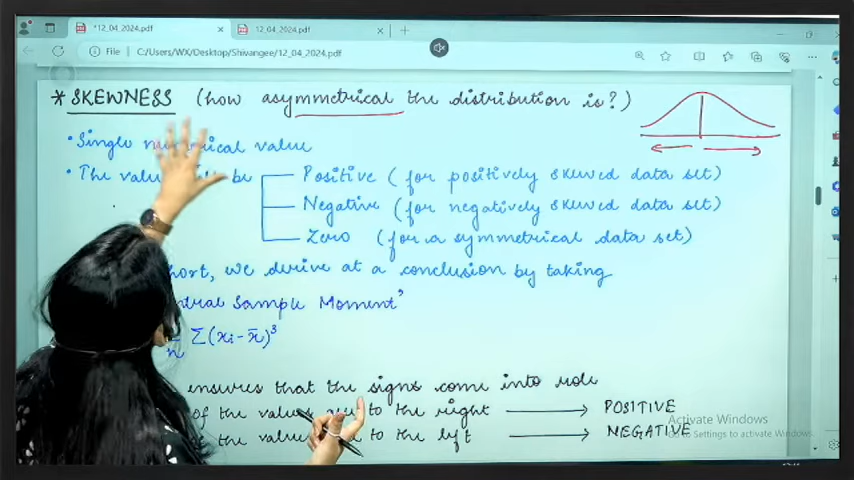 *12_04_2024.pdf
12_04_2024.pdf
File
C:/Users/WX/Desktop/Shivangee/12_04_2024.pdf
* SKEWNESS (how asymmetrical the distribution is?)
• Single numerical value
• The value be
Positive (for positively skewed data set)
Negative (for negatively skewed data set)
Zero (for a symmetrical data set)
short, we derive at a conclusion by taking
Central Sample Moment'
n Σ(xi - x̄)³
ensures that the signs come into role
of the values to the right → POSITIVE
the values to the left → NEGATIVE
Activate Windows
Go to Settings to activate Windows.